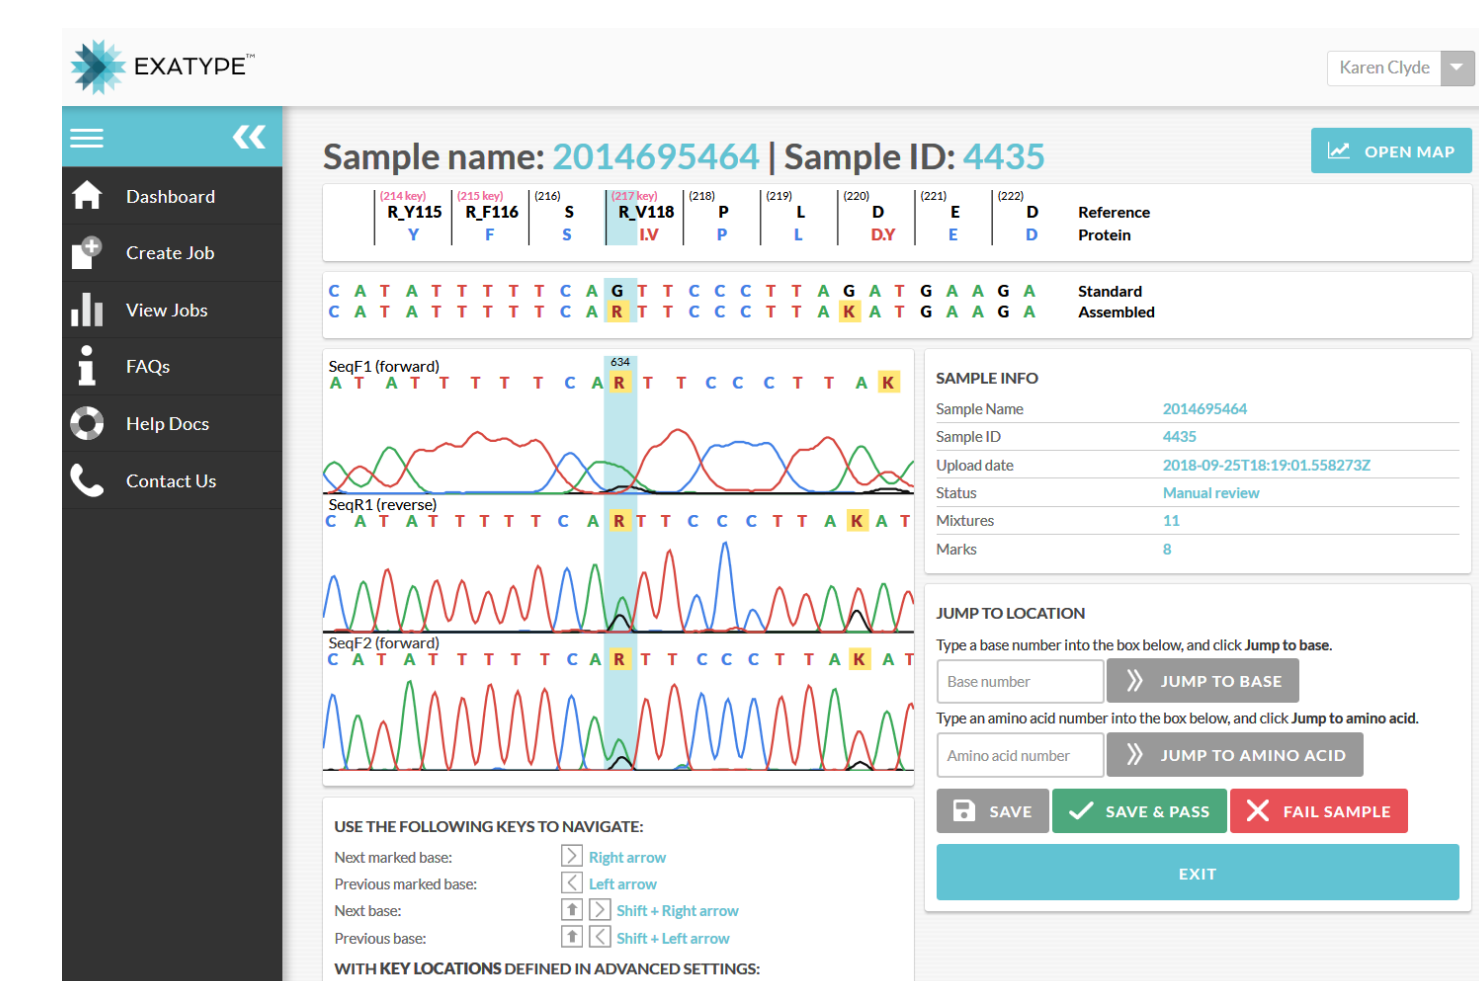 EXATYPE™
Karen Clyde
Sample name: 2014695464 | Sample ID: 4435
OPEN MAP
Dashboard
Create Job
View Jobs
FAQs
Help Docs
Contact Us
(214 key) (215 key) (216) (217 key) (218) (219) (220) (221) (222)
R_Y115 R_F116 S R_V118 P L D E D Reference
Y F S I.V P L D.Y E D Protein
C A T A T T T T T C A G T T C C C T T A G A T G A A G A Standard
C A T A T T T T T C A R T T C C C T T A K A T G A A G A Assembled
SeqF1 (forward) 634
A T A T T T T T C A R T T C C C T T A K
SeqR1 (reverse)
C A T A T T T T T C A R T T C C C T T A K A T
SeqF2 (forward)
C A T A T T T T T C A R T T C C C T T A K A T
SAMPLE INFO
Sample Name 2014695464
Sample ID 4435
Upload date 2018-09-25T18:19:01.558273Z
Status Manual review
Mixtures 11
Marks 8
JUMP TO LOCATION
Type a base number into the box below, and click Jump to base.
Base number JUMP TO BASE
Type an amino acid number into the box below, and click Jump to amino acid.
Amino acid number JUMP TO AMINO ACID
SAVE SAVE & PASS FAIL SAMPLE
EXIT
USE THE FOLLOWING KEYS TO NAVIGATE:
Next marked base: Right arrow
Previous marked base: Left arrow
Next base: Shift + Right arrow
Previous base: Shift + Left arrow
WITH KEY LOCATIONS DEFINED IN ADVANCED SETTINGS: